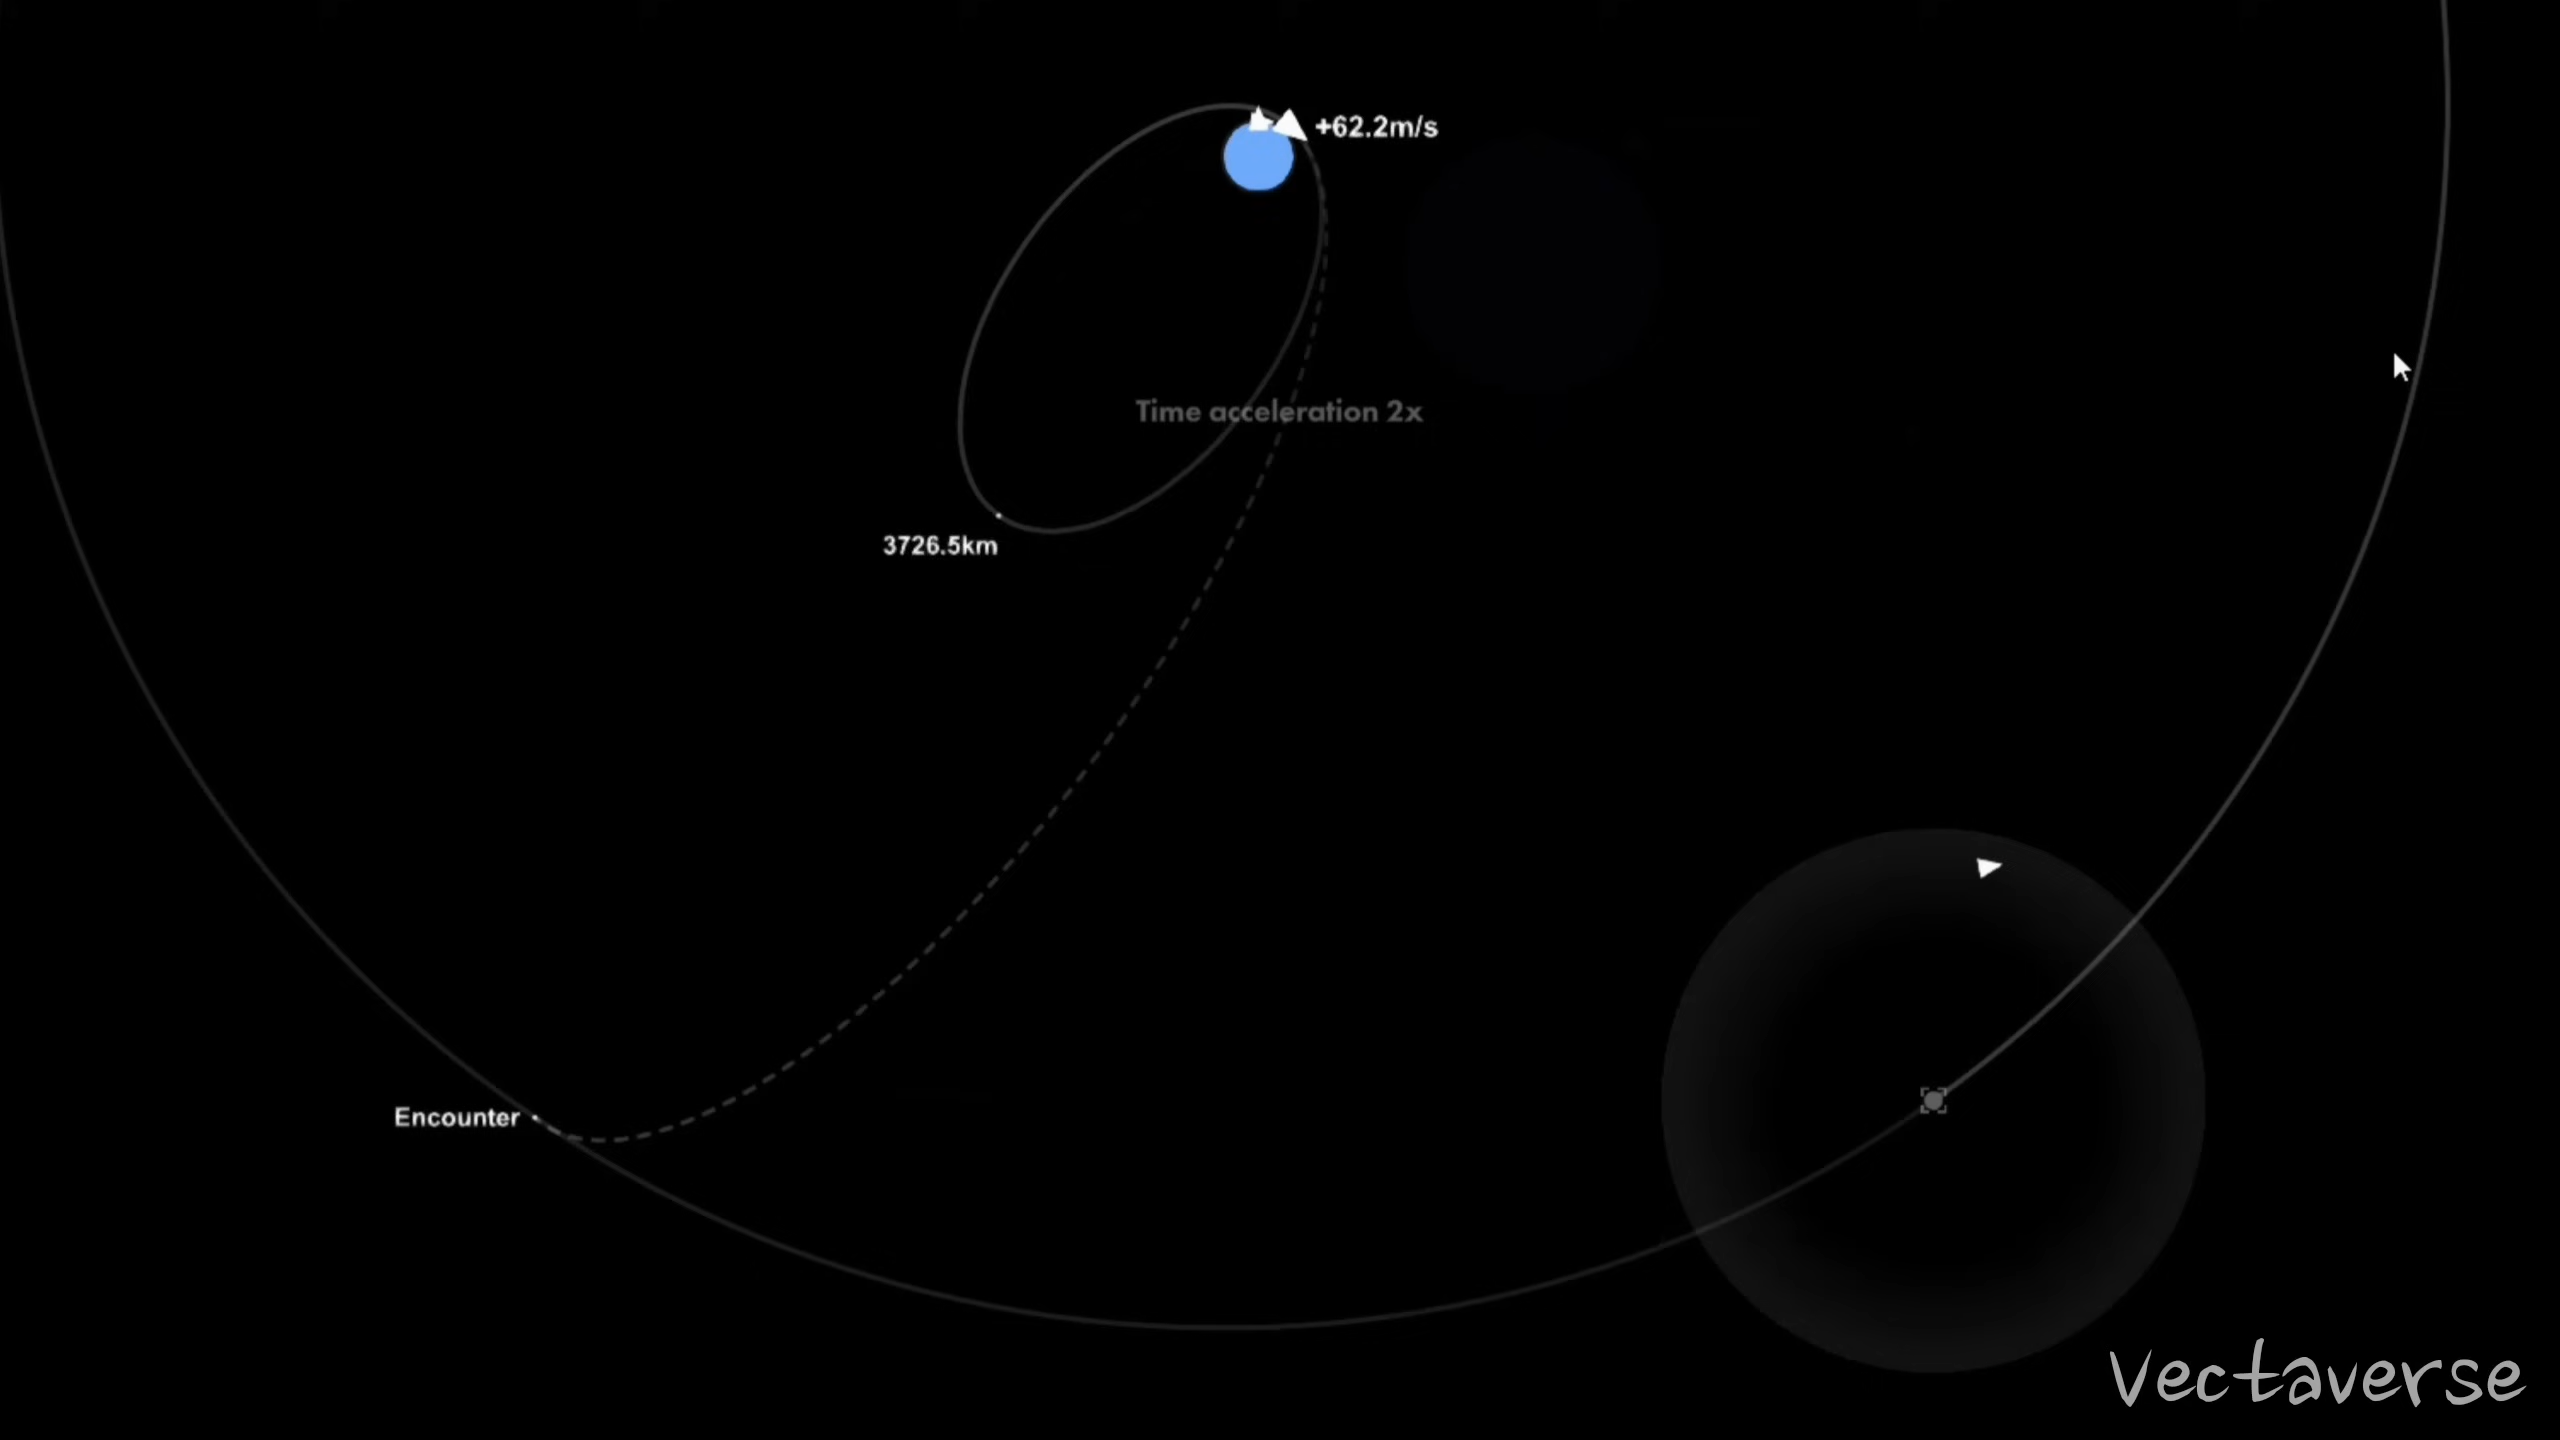 +62.2m/s
Time acceleration 2x
3726.5km
Encounter
Vectaverse